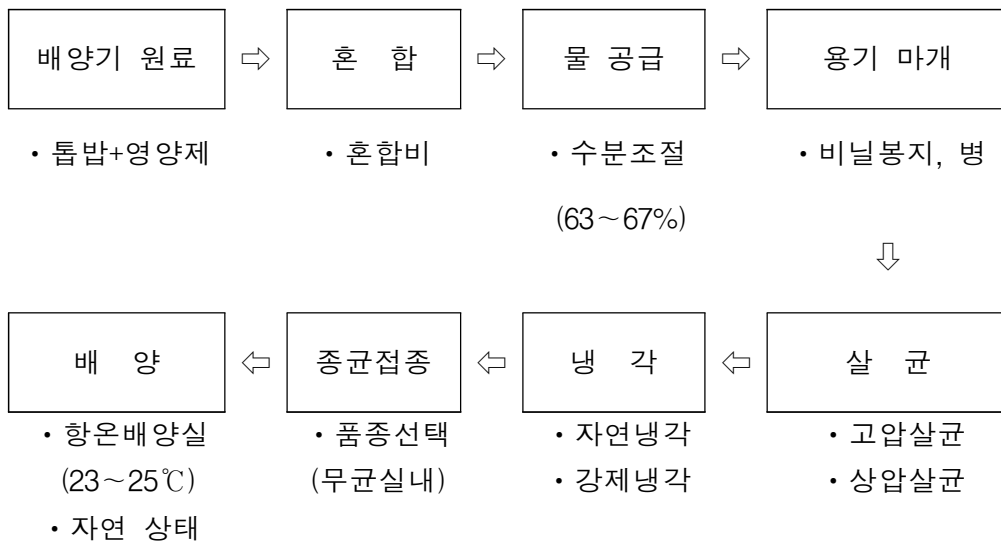 배양기 원료 ⇨ 혼 합 ⇨ 물 공급 ⇨ 용기 마개
・톱밥+영양제 ・혼합비 ・수분조절 ・비닐봉지, 병
(63～67%)
⇩
배 양 ⇦ 종균접종 ⇦ 냉 각 ⇦ 살 균
・항온배양실 ・품종선택 ・자연냉각 ・고압살균
(23～25℃) (무균실내) ・강제냉각 ・상압살균
・자연 상태